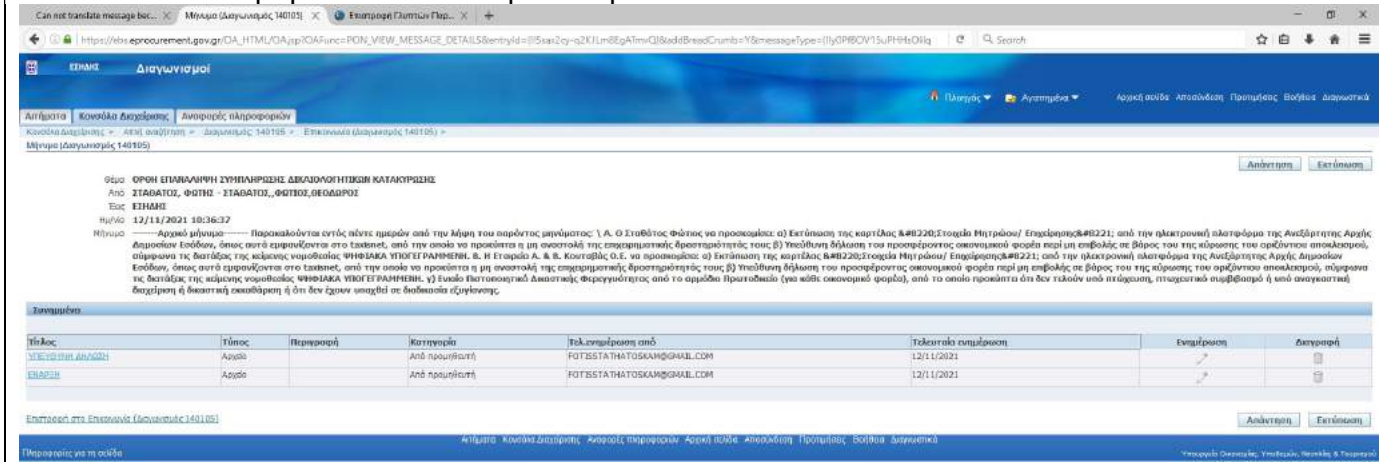 Can not translate message bec...
Μήνυμα (Διαγωνισμός 140105)
Επιστροφή Γλυπτών Παρ...
https://ebs.eprocurement.gov.gr/OA_HTML/
Search
ΕΣΗΔΗΣ Διαγωνισμοί
Πλοηγός Αγαπημένα Αρχική σελίδα Αποσύνδεση Προτιμήσεις Βοήθεια Διαγνωστικά
Αιτήματα Κονσόλα Διαχείρισης Αναφορές πληροφοριών
Κονσόλα Διαχείρισης > Απλή αναζήτηση > Διαγωνισμός 140105 > Επικοινωνία (Διαγωνισμός 140105) >
Μήνυμα (Διαγωνισμός 140105)
Απάντηση Εκτύπωση
Θέμα ΟΡΘΗ ΕΠΑΝΑΛΗΨΗ ΣΥΜΠΛΗΡΩΣΗΣ ΔΙΚΑΙΟΛΟΓΗΤΙΚΩΝ ΚΑΤΑΚΥΡΩΣΗΣ
Από ΣΤΑΘΑΤΟΣ, ΦΩΤΗΣ - ΣΤΑΘΑΤΟΣ,,ΦΩΤΙΟΣ,ΘΕΟΔΩΡΟΣ
Εως ΕΣΗΔΗΣ
Ημ/νία 12/11/2021 10:36:37
Μήνυμα -------Αρχικό μήνυμα------- Παρακαλούνται εντός πέντε ημερών από την λήψη του παρόντος μηνύματος: \ Α. Ο Σταθάτος Φώτιος να προσκομίσει: α) Εκτύπωση της καρτέλας &#8220;Στοιχεία Μητρώου/ Επιχείρησης&#8221; από την ηλεκτρονική πλατφόρμα της Ανεξάρτητης Αρχής
Δημοσίων Εσόδων, όπως αυτά εμφανίζονται στο taxisnet, από την οποία να προκύπτει η μη αναστολή της επιχειρηματικής δραστηριότητάς τους β) Υπεύθυνη δήλωση του προσφέροντος οικονομικού φορέα περί μη επιβολής σε βάρος του της κύρωσης του οριζόντιου αποκλεισμού,
σύμφωνα τις διατάξεις της κείμενης νομοθεσίας ΨΗΦΙΑΚΑ ΥΠΟΓΕΓΡΑΜΜΕΝΗ. Β. Η Εταιρεία Α. & Β. Κουταβάς Ο.Ε. να προσκομίσει: α) Εκτύπωση της καρτέλας &#8220;Στοιχεία Μητρώου/ Επιχείρησης&#8221; από την ηλεκτρονική πλατφόρμα της Ανεξάρτητης Αρχής Δημοσίων
Εσόδων, όπως αυτά εμφανίζονται στο taxisnet, από την οποία να προκύπτει η μη αναστολή της επιχειρηματικής δραστηριότητάς τους β) Υπεύθυνη δήλωση του προσφέροντος οικονομικού φορέα περί μη επιβολής σε βάρος του της κύρωσης του οριζόντιου αποκλεισμού, σύμφωνα
τις διατάξεις της κείμενης νομοθεσίας ΨΗΦΙΑΚΑ ΥΠΟΓΕΓΡΑΜΜΕΝΗ. γ) Ενιαίο Πιστοποιητικό Δικαστικής Φερεγγυότητας από το αρμόδιο Πρωτοδικείο (για κάθε οικονομικό φορέα), από το οποίο προκύπτει ότι δεν τελούν υπό πτώχευση, πτωχευτικό συμβιβασμό ή υπό αναγκαστική
διαχείριση ή δικαστική εκκαθάριση ή ότι δεν έχουν υπαχθεί σε διαδικασία εξυγίανσης.
Συνημμένα
Τίτλος Τύπος Περιγραφή Κατηγορία Τελ.ενημέρωση από Τελευταία ενημέρωση Ενημέρωση Διαγραφή
ΥΠΕΥΘΥΝΗ ΔΗΛΩΣΗ Αρχείο Από προμηθευτή FOTISSTATHATOSKAM@GMAIL.COM 12/11/2021
ΕΝΑΡΞΗ Αρχείο Από προμηθευτή FOTISSTATHATOSKAM@GMAIL.COM 12/11/2021
Επιστροφή στο Επικοινωνία (Διαγωνισμός 140105)
Απάντηση Εκτύπωση
Αιτήματα Κονσόλα Διαχείρισης Αναφορές πληροφοριών Αρχική σελίδα Αποσύνδεση Προτιμήσεις Βοήθεια Διαγνωστικά
Πληροφορίες για τη σελίδα